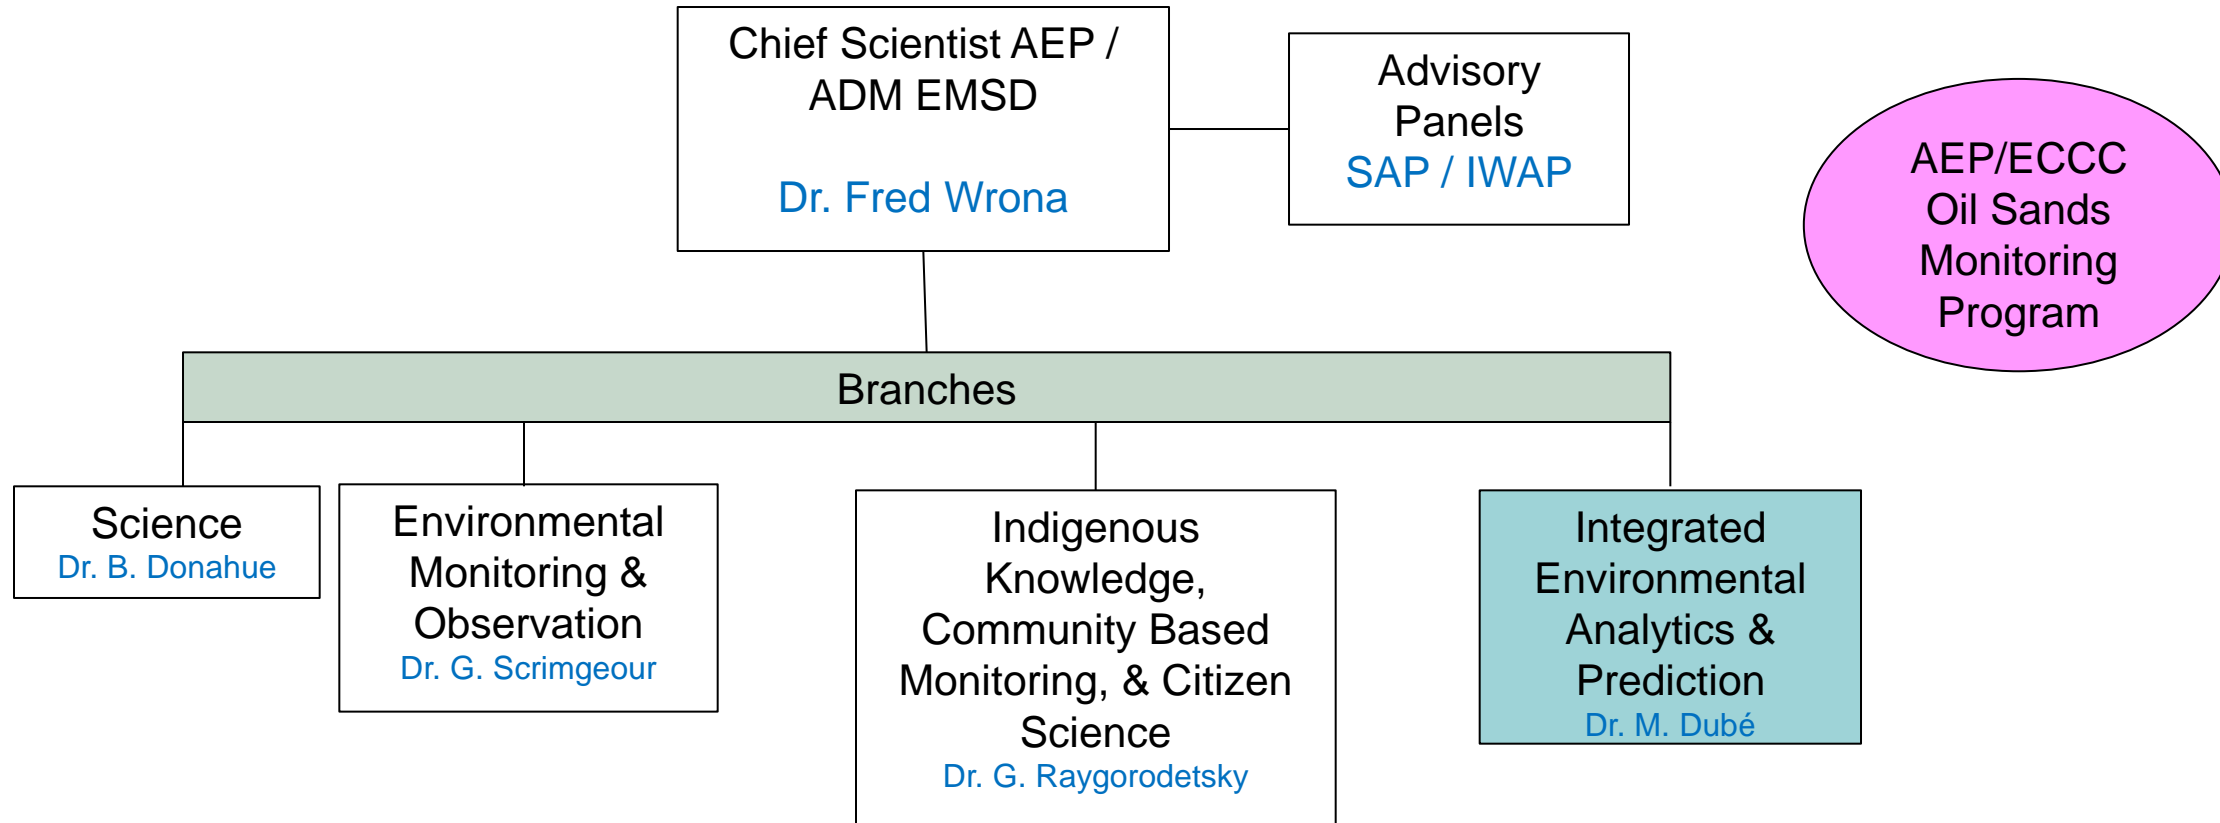 Chief Scientist AEP /
ADM EMSD
Dr. Fred Wrona
Advisory
Panels
SAP / IWAP
AEP/ECCC
Oil Sands
Monitoring
Program
Branches
Science
Dr. B. Donahue
Environmental
Monitoring &
Observation
Dr. G. Scrimgeour
Indigenous
Knowledge,
Community Based
Monitoring, & Citizen
Science
Dr. G. Raygorodetsky
Integrated
Environmental
Analytics &
Prediction
Dr. M. Dubé